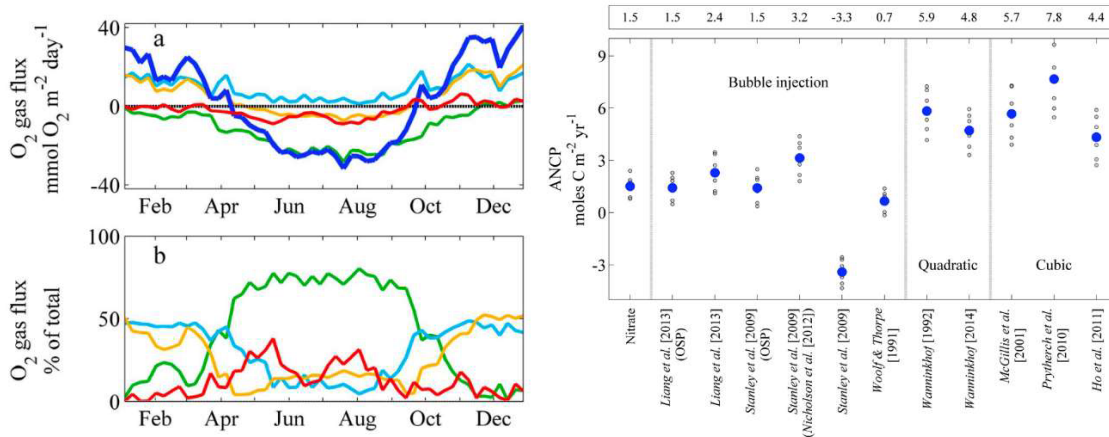 a
O₂ gas flux
mmol O₂ m⁻² day⁻¹
40
0
-40
Feb Apr Jun Aug Oct Dec
b
O₂ gas flux
% of total
100
50
0
Feb Apr Jun Aug Oct Dec
1.5 1.5 2.4 1.5 3.2 -3.3 0.7 5.9 4.8 5.7 7.8 4.4
ANCP
moles C m⁻² yr⁻¹
9
6
3
0
-3
Bubble injection
Quadratic
Cubic
Nitrate
Liang et al. [2013]
(OSP)
Liang et al. [2013]
Stanley et al. [2009]
(OSP)
Stanley et al. [2009]
(Nicholson et al. [2012])
Stanley et al. [2009]
Woolf & Thorpe
[1991]
Wanninkhof [1992]
Wanninkhof [2014]
McGillis et al.
[2001]
Prytherch et al.
[2010]
Ho et al. [2011]